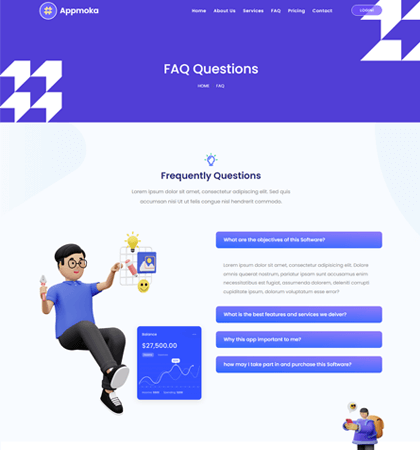 Appmoka
Home About Us Services FAQ Pricing Contact
FAQ Questions
HOME FAQ
Frequently Questions
Lorem ipsum dolor sit amet, consectetur adipiscing elit. Sed quis
accumsan nisi Ut ut felis congue nisl hendrerit commodo.
What are the objectives of this Software?
Lorem ipsum dolor sit amet, consectetur adipisicing elit. Dolore
omnis quaerat nostrum, pariatur ipsam sunt accusamus enim
necessitatibus est fugiat, assumenda dolorem, deleniti corrupti
cupiditate ipsum, dolorum voluptatum esse error?
What is the best features and services we deiver?
Why this app important to me?
how may I take part in and purchase this Software?
Balance
$27,500.00